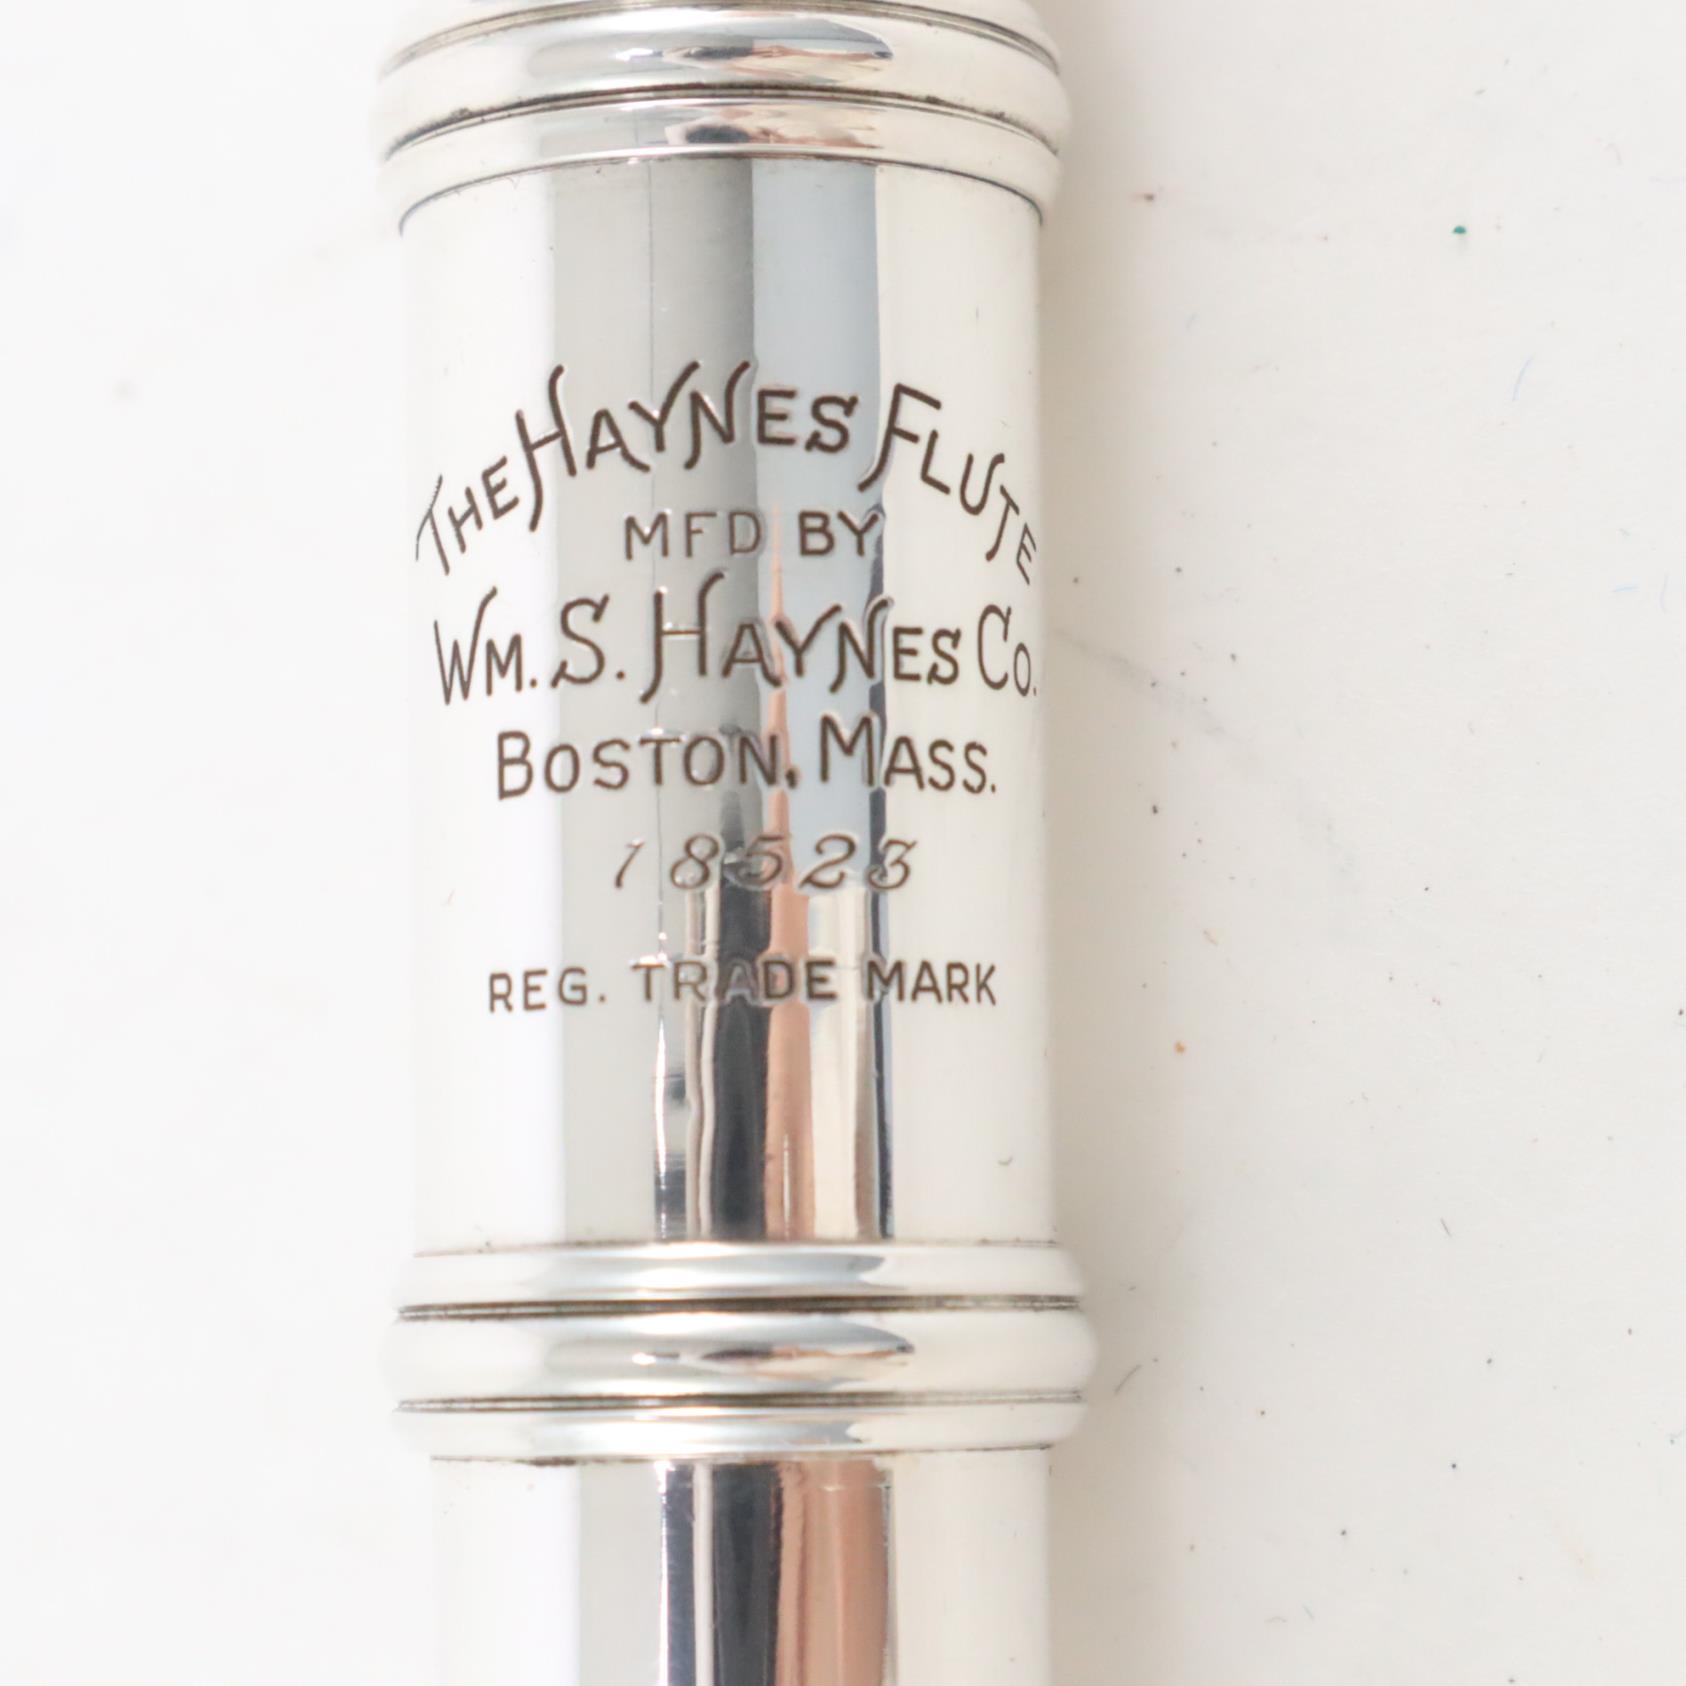 THE HAYNES FLUTE
MFD BY
WM. S. HAYNES CO.
BOSTON, MASS.
18523
REG. TRADE MARK